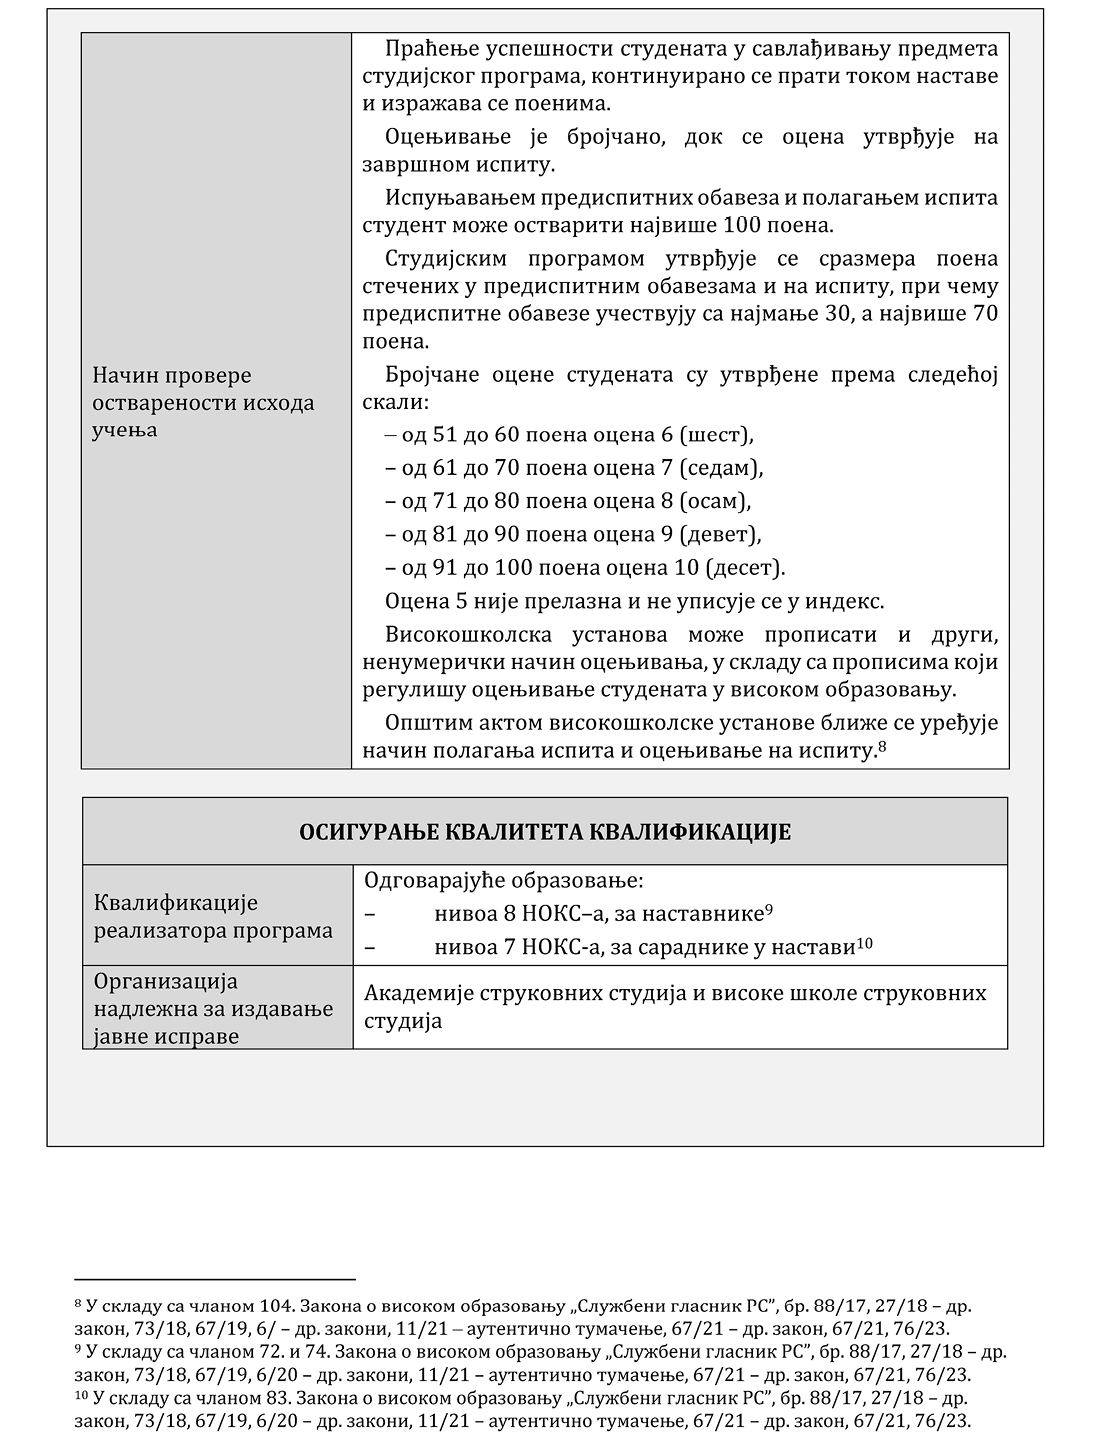 Начин провере
остварености исхода
учења
Праћење успешности студената у савлађивању предмета
студијског програма, континуирано се прати током наставе
и изражава се поенима.
Оцењивање је бројчано, док се оцена утврђује на
завршном испиту.
Испуњавањем предиспитних обавеза и полагањем испита
студент може остварити највише 100 поена.
Студијским програмом утврђује се сразмера поена
стечених у предиспитним обавезама и на испиту, при чему
предиспитне обавезе учествују са најмање 30, а највише 70
поена.
Бројчане оцене студената су утврђене према следећој
скали:
– од 51 до 60 поена оцена 6 (шест),
– од 61 до 70 поена оцена 7 (седам),
– од 71 до 80 поена оцена 8 (осам),
– од 81 до 90 поена оцена 9 (девет),
– од 91 до 100 поена оцена 10 (десет).
Оцена 5 није прелазна и не уписује се у индекс.
Високошколска установа може прописати и други,
ненумерички начин оцењивања, у складу са прописима који
регулишу оцењивање студената у високом образовању.
Општим актом високошколске установе ближе се уређује
начин полагања испита и оцењивање на испиту.⁸
ОСИГУРАЊЕ КВАЛИТЕТА КВАЛИФИКАЦИЈЕ
Квалификације
реализатора програма
Одговарајуће образовање:
– нивоа 8 НОКС–а, за наставнике⁹
– нивоа 7 НОКС-а, за сараднике у настави¹⁰
Организација
надлежна за издавање
јавне исправе
Академије струковних студија и високе школе струковних
студија
⁸ У складу са чланом 104. Закона о високом образовању „Службени гласник РС”, бр. 88/17, 27/18 – др.
закон, 73/18, 67/19, 6/ – др. закони, 11/21 – аутентично тумачење, 67/21 – др. закон, 67/21, 76/23.
⁹ У складу са чланом 72. и 74. Закона о високом образовању „Службени гласник РС”, бр. 88/17, 27/18 – др.
закон, 73/18, 67/19, 6/20 – др. закони, 11/21 – аутентично тумачење, 67/21 – др. закон, 67/21, 76/23.
¹⁰ У складу са чланом 83. Закона о високом образовању „Службени гласник РС”, бр. 88/17, 27/18 – др.
закон, 73/18, 67/19, 6/20 – др. закони, 11/21 – аутентично тумачење, 67/21 – др. закон, 67/21, 76/23.